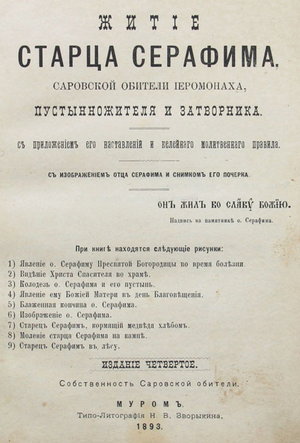 ЖИТІЕ
СТАРЦА СЕРАФИМА,
САРОВСКОЙ ОБИТЕЛИ ІЕРОМОНАХА,
ПУСТЫННОЖИТЕЛЯ И ЗАТВОРНИКА.
съ приложеніемъ его наставленій и келейнаго молитвеннаго правила.
СЪ ИЗОБРАЖЕНІЕМЪ ОТЦА СЕРАФИМА И СНИМКОМЪ ЕГО ПОЧЕРКА.
ОНЪ ЖИЛЪ ВО СЛАВУ БОЖІЮ.
Надпись на памятникѣ о. Серафима.
При книгѣ находятся слѣдующіе рисунки:
1) Явленіе о. Серафиму Пресвятой Богородицы во время болѣзни.
2) Видѣніе Христа Спасителя во храмѣ.
3) Колодезь о. Серафима и его пустынь.
4) Явленіе ему Божіей Матери въ день Благовѣщенія.
5) Блаженная кончина о. Серафима.
6) Изображеніе о. Серафима.
7) Старецъ Серафимъ, кормящій медвѣдя хлѣбомъ.
8) Моленіе старца Серафима на камнѣ.
9) Старецъ Серафимъ въ лѣсу.
ИЗДАНІЕ ЧЕТВЕРТОЕ.
Собственность Саровской обители.
МУРОМЪ.
Типо-Литографія Н. В. Зворыкина.
1893.